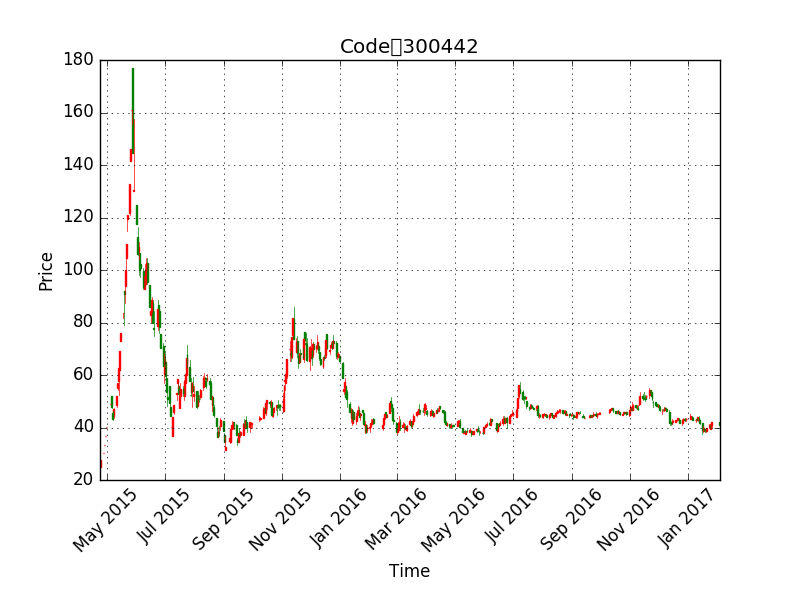 Code▯300442
180
160
140
120
100
80
60
40
20
Price
May 2015
Jul 2015
Sep 2015
Nov 2015
Jan 2016
Mar 2016
May 2016
Jul 2016
Sep 2016
Nov 2016
Jan 2017
Time